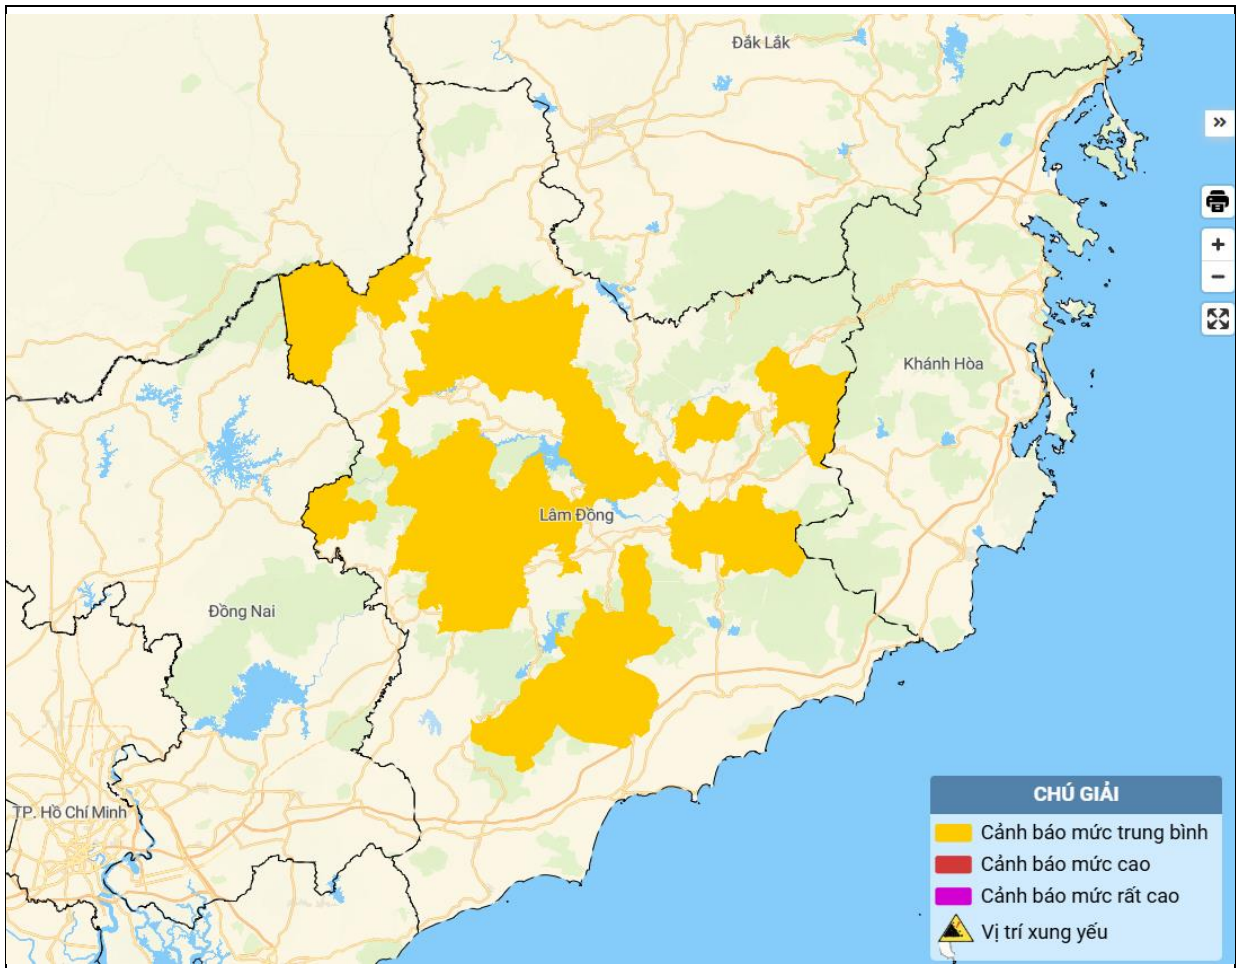 Đắk Lắk
»
+
−
Khánh Hòa
Lâm Đồng
Đồng Nai
TP. Hồ Chí Minh
CHÚ GIẢI
Cảnh báo mức trung bình
Cảnh báo mức cao
Cảnh báo mức rất cao
Vị trí xung yếu